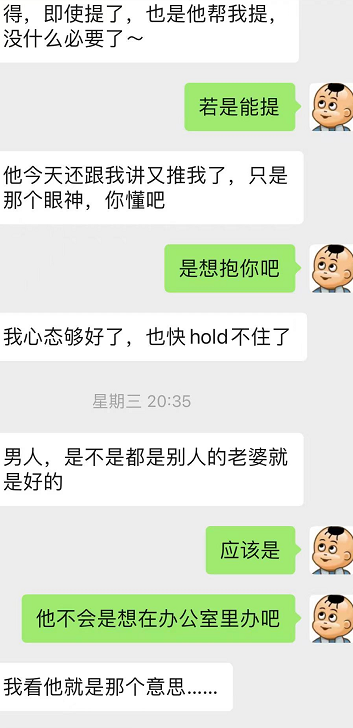 得，即使提了，也是他帮我提，
没什么必要了～
若是能提
他今天还跟我讲又推我了，只是
那个眼神，你懂吧
是想抱你吧
我心态够好了，也快hold不住了
星期三 20:35
男人，是不是都是别人的老婆就
是好的
应该是
他不会是想在办公室里办吧
我看他就是那个意思……